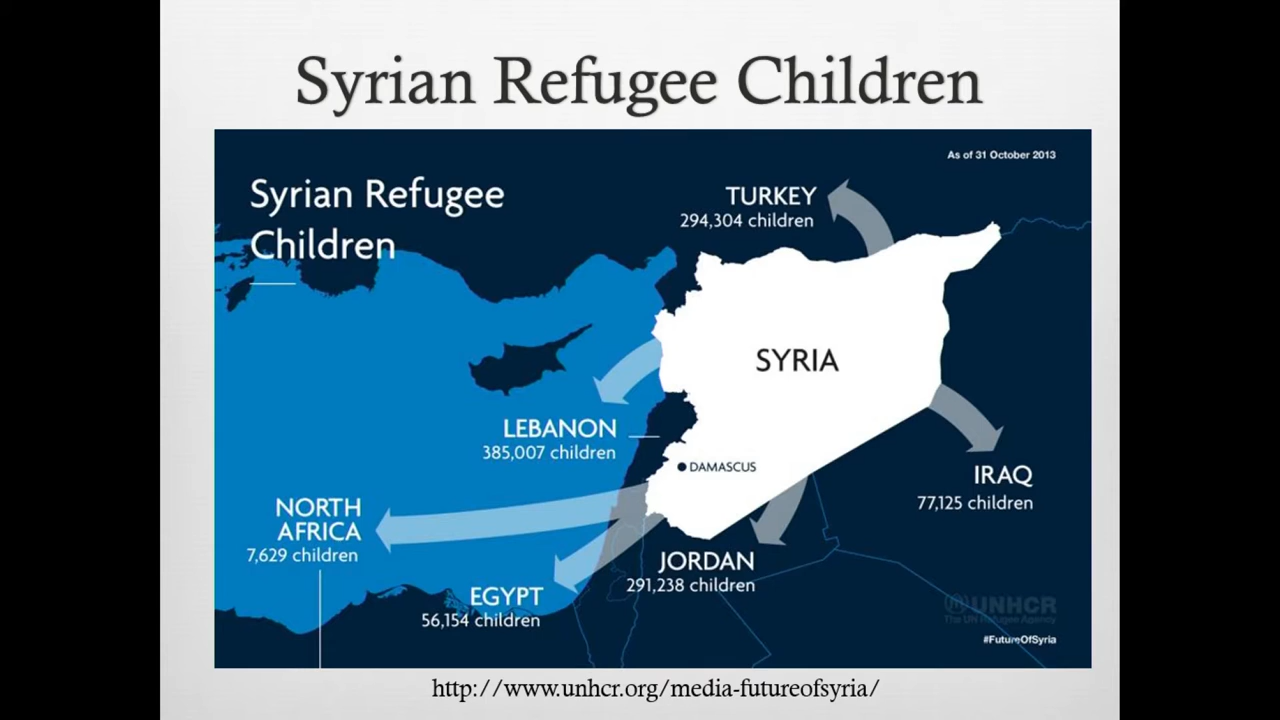 Syrian Refugee Children
As of 31 October 2013
Syrian Refugee
Children
TURKEY
294,304 children
SYRIA
LEBANON
385,007 children
DAMASCUS
IRAQ
77,125 children
NORTH
AFRICA
7,629 children
JORDAN
291,238 children
EGYPT
56,154 children
UNHCR
The UN Refugee Agency
#FutureOfSyria
http://www.unhcr.org/media-futureofsyria/